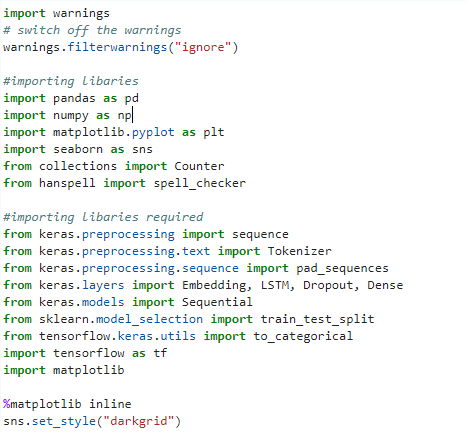 import warnings
# switch off the warnings
warnings.filterwarnings("ignore")
#importing libaries
import pandas as pd
import numpy as np
import matplotlib.pyplot as plt
import seaborn as sns
from collections import Counter
from hanspell import spell_checker
#importing libaries required
from keras.preprocessing import sequence
from keras.preprocessing.text import Tokenizer
from keras.preprocessing.sequence import pad_sequences
from keras.layers import Embedding, LSTM, Dropout, Dense
from keras.models import Sequential
from sklearn.model_selection import train_test_split
from tensorflow.keras.utils import to_categorical
import tensorflow as tf
import matplotlib
%matplotlib inline
sns.set_style("darkgrid")